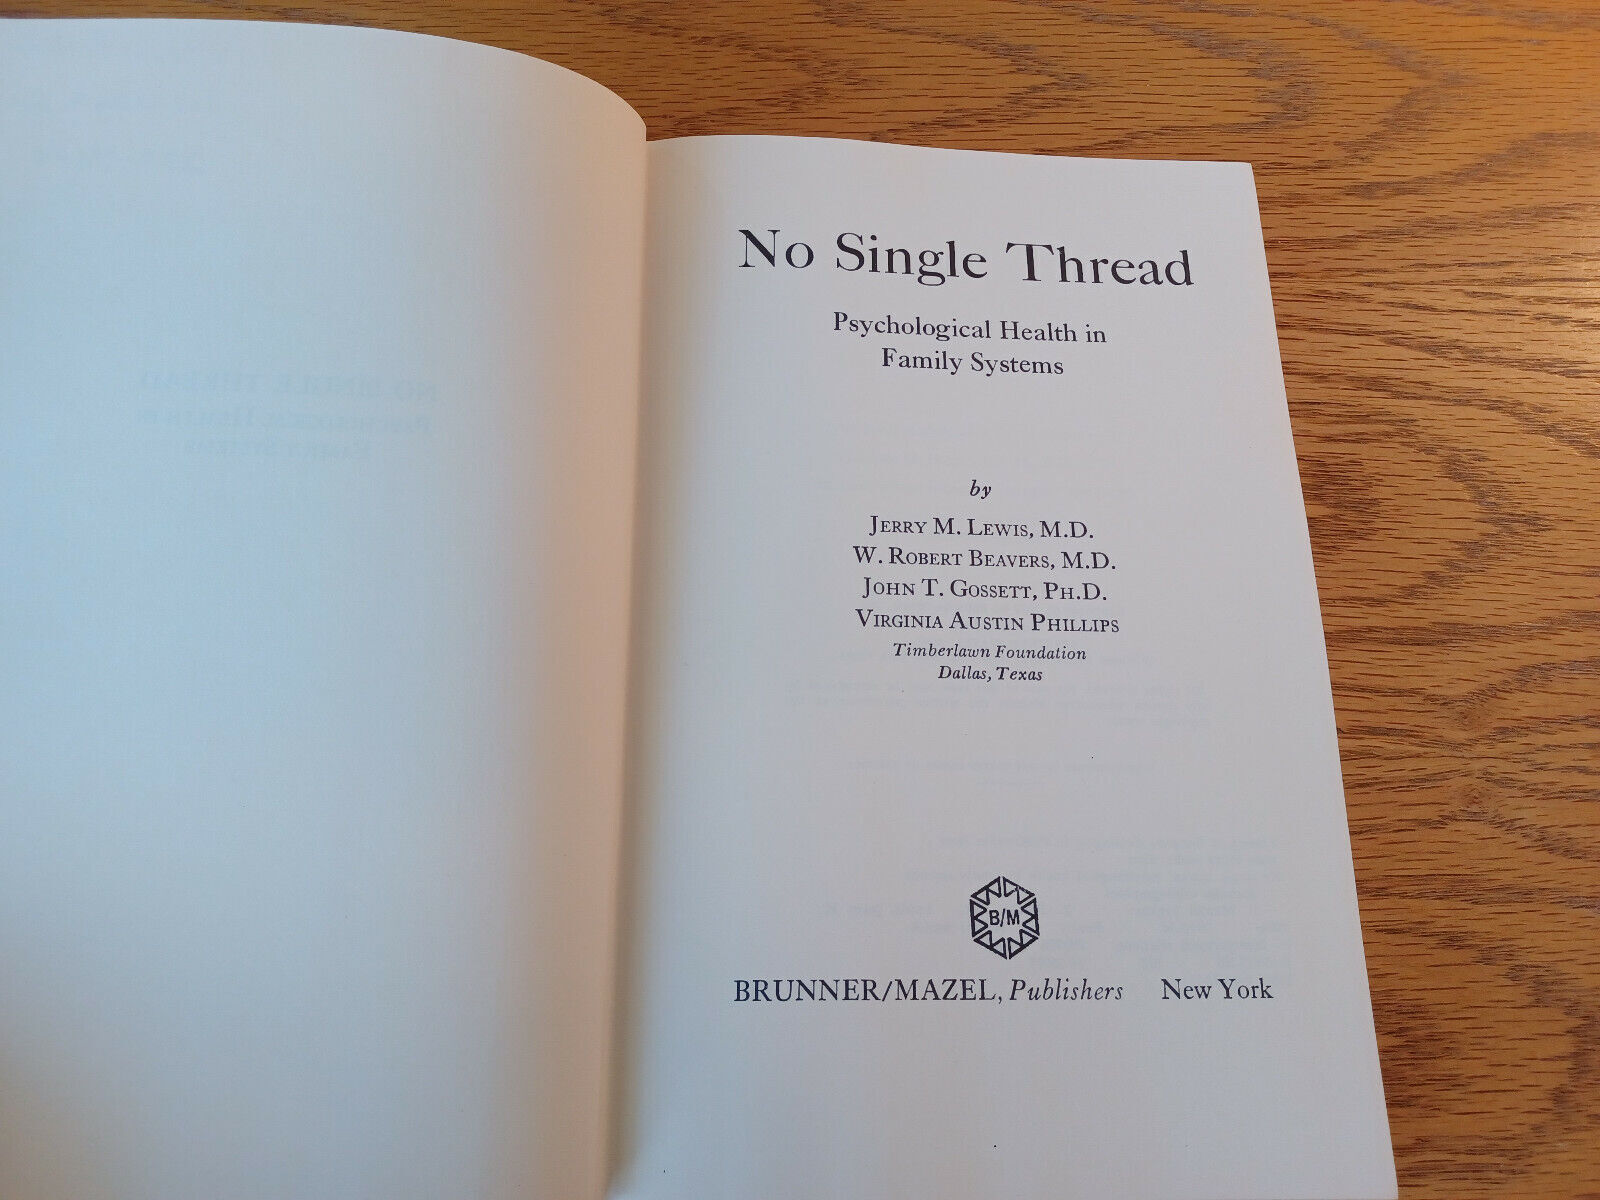 No Single Thread
Psychological Health in
Family Systems
by
JERRY M. LEWIS, M.D.
W. ROBERT BEAVERS, M.D.
JOHN T. GOSSETT, PH.D.
VIRGINIA AUSTIN PHILLIPS
Timberlawn Foundation
Dallas, Texas
B/M
BRUNNER/MAZEL, Publishers New York